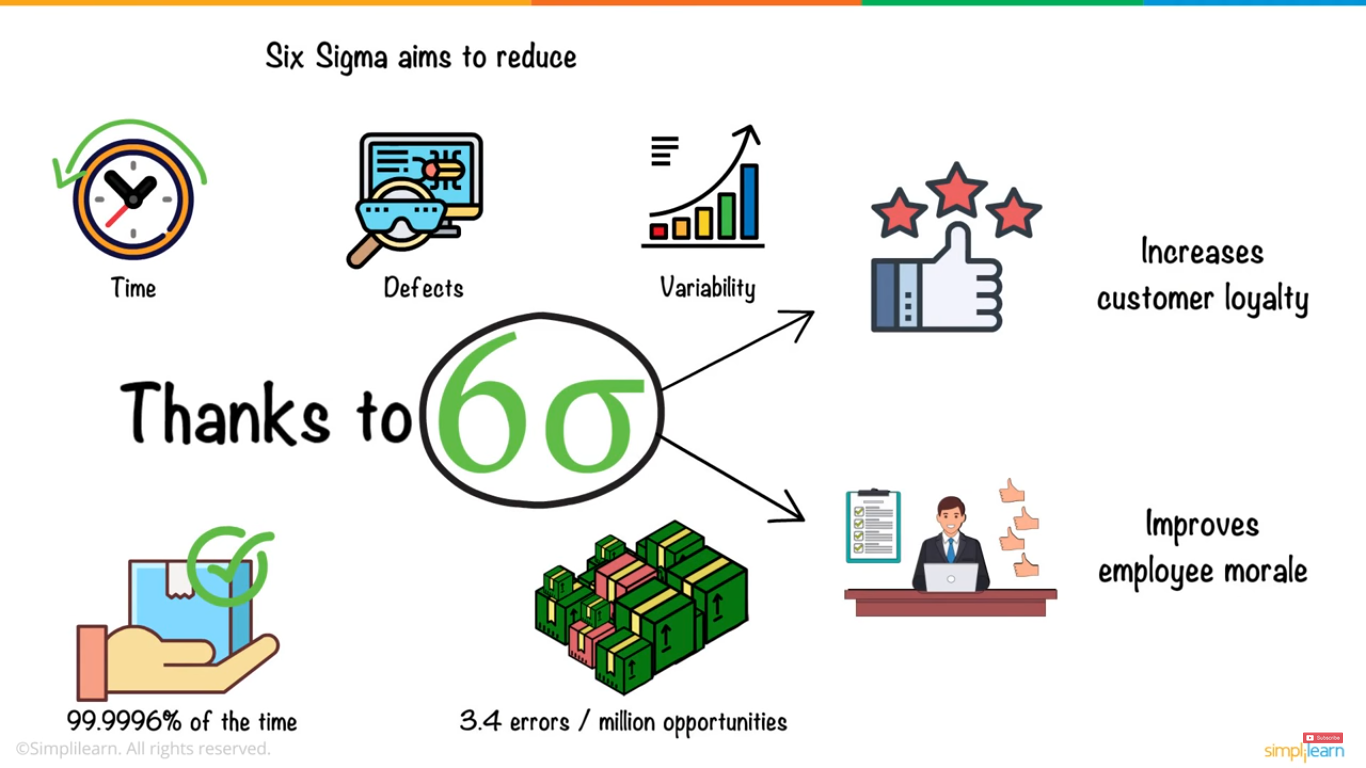 Six Sigma aims to reduce
Time
Defects
Variability
Increases
customer loyalty
Thanks to 6σ
Improves
employee morale
99.9996% of the time
3.4 errors / million opportunities
©Simplilearn. All rights reserved.
Subscribe
simplilearn